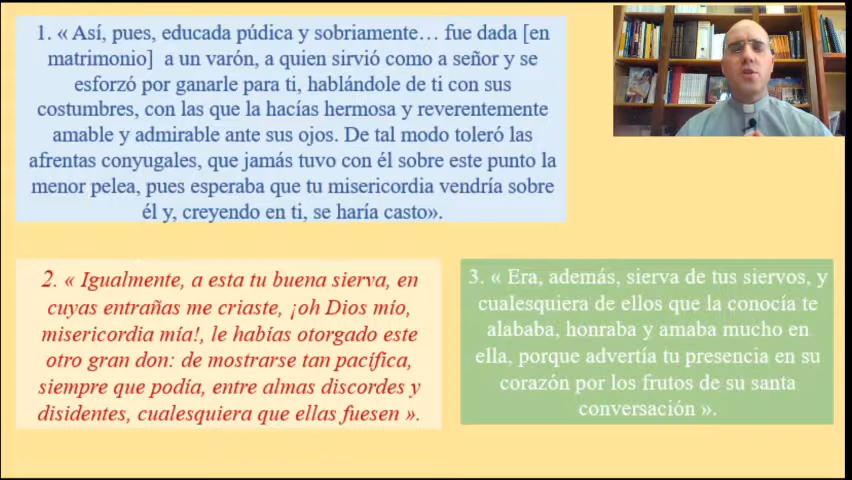 1. « Así, pues, educada púdica y sobriamente… fue dada [en
matrimonio] a un varón, a quien sirvió como a señor y se
esforzó por ganarle para ti, hablándole de ti con sus
costumbres, con las que la hacías hermosa y reverentemente
amable y admirable ante sus ojos. De tal modo toleró las
afrentas conyugales, que jamás tuvo con él sobre este punto la
menor pelea, pues esperaba que tu misericordia vendría sobre
él y, creyendo en ti, se haría casto».
2. « Igualmente, a esta tu buena sierva, en
cuyas entrañas me criaste, ¡oh Dios mío,
misericordia mía!, le habías otorgado este
otro gran don: de mostrarse tan pacífica,
siempre que podía, entre almas discordes y
disidentes, cualesquiera que ellas fuesen ».
3. « Era, además, sierva de tus siervos, y
cualesquiera de ellos que la conocía te
alababa, honraba y amaba mucho en
ella, porque advertía tu presencia en su
corazón por los frutos de su santa
conversación ».